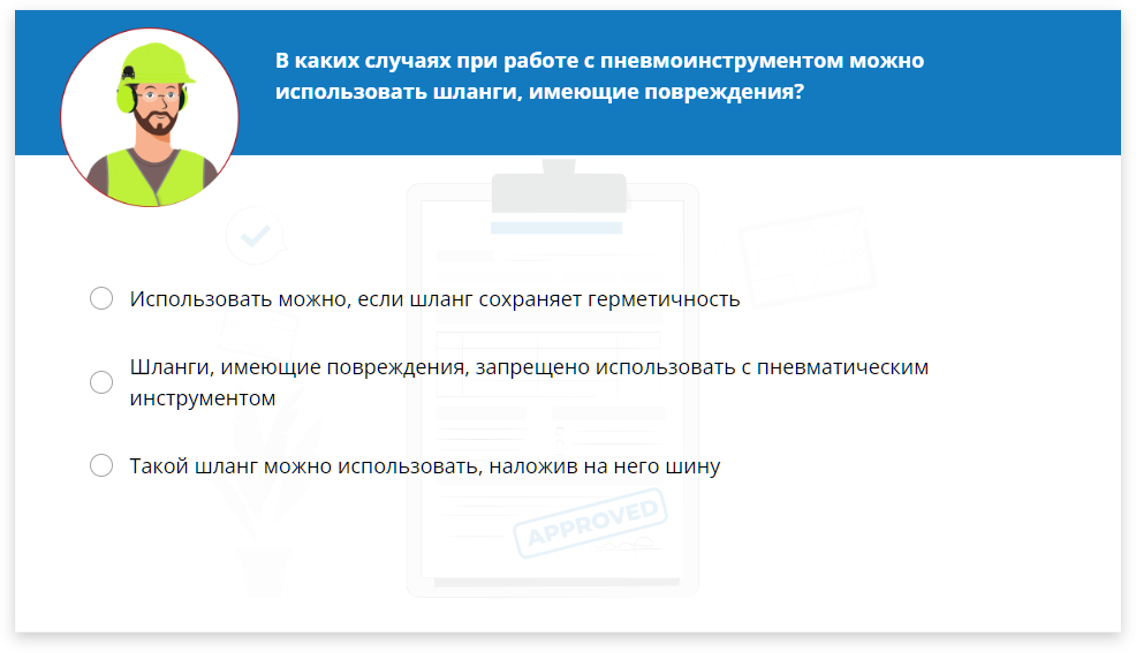 В каких случаях при работе с пневмоинструментом можно
использовать шланги, имеющие повреждения?
Использовать можно, если шланг сохраняет герметичность
Шланги, имеющие повреждения, запрещено использовать с пневматическим
инструментом
Такой шланг можно использовать, наложив на него шину
APPROVED